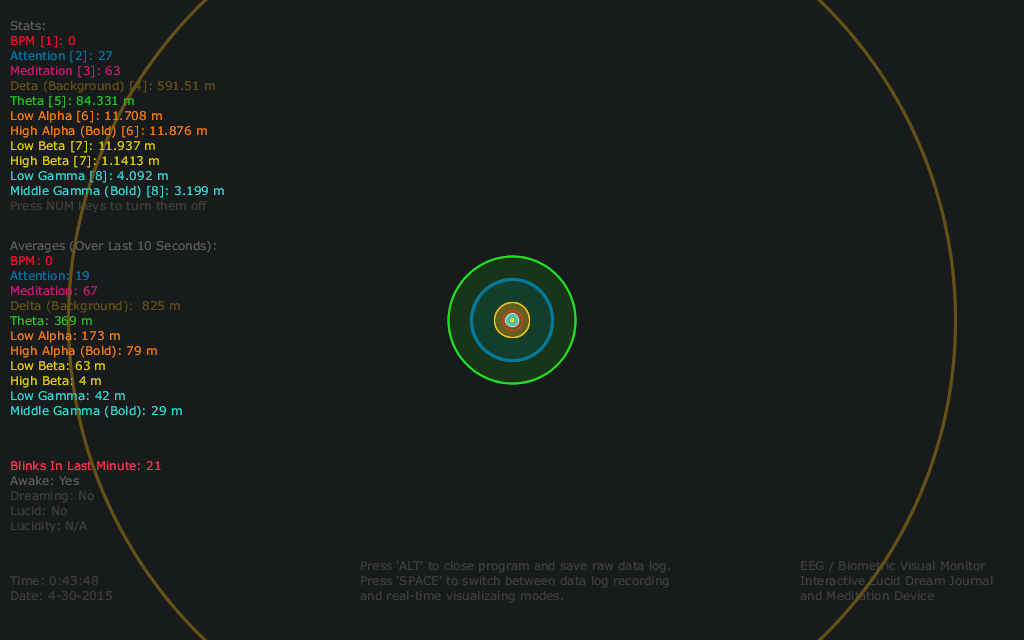 Stats:
BPM [1]: 0
Attention [2]: 27
Meditation [3]: 63
Deta (Background) [4]: 591.51 m
Theta [5]: 84.331 m
Low Alpha [6]: 11.708 m
High Alpha (Bold) [6]: 11.876 m
Low Beta [7]: 11.937 m
High Beta [7]: 1.1413 m
Low Gamma [8]: 4.092 m
Middle Gamma (Bold) [8]: 3.199 m
Press NUM keys to turn them off
Averages (Over Last 10 Seconds):
BPM: 0
Attention: 19
Meditation: 67
Delta (Background):  825 m
Theta: 369 m
Low Alpha: 173 m
High Alpha (Bold): 79 m
Low Beta: 63 m
High Beta: 4 m
Low Gamma: 42 m
Middle Gamma (Bold): 29 m
Blinks In Last Minute: 21
Awake: Yes
Dreaming: No
Lucid: No
Lucidity: N/A
Time: 0:43:48
Date: 4-30-2015
Press 'ALT' to close program and save raw data log.
Press 'SPACE' to switch between data log recording
and real-time visualizaing modes.
EEG / Biometric Visual Monitor
Interactive Lucid Dream Journal
and Meditation Device